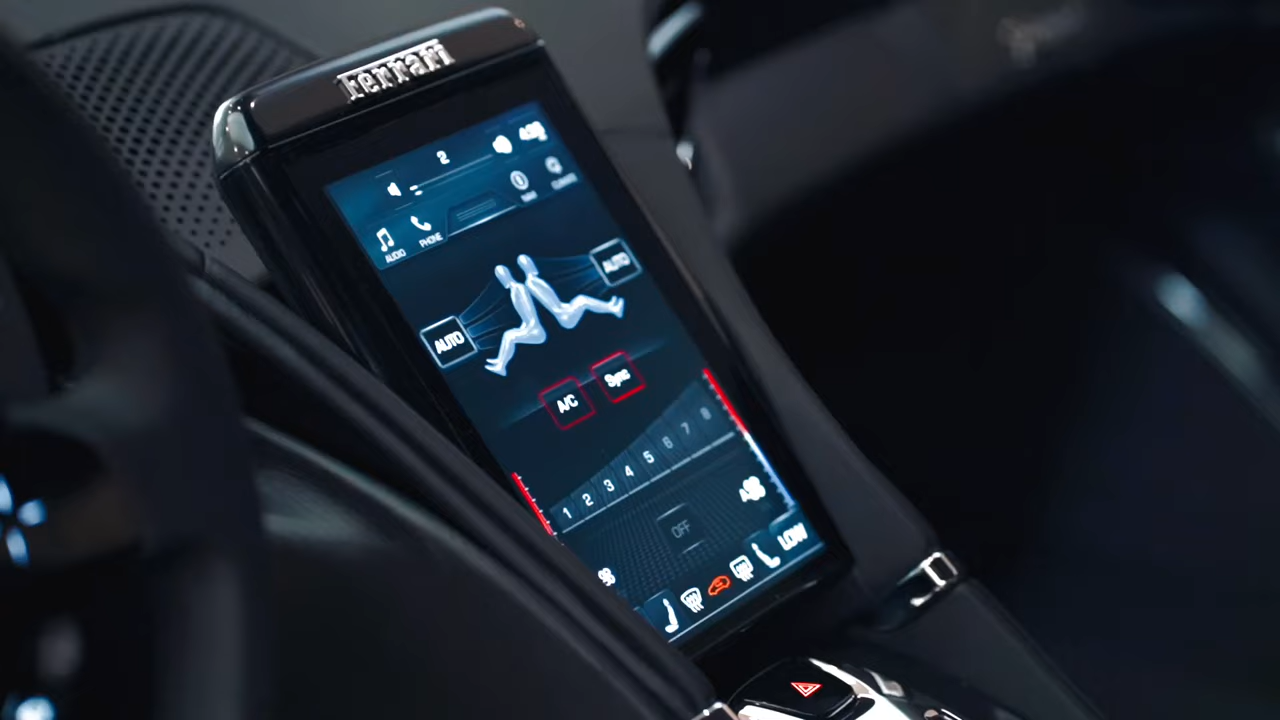 Ferrari
2
AUDIO
PHONE
AUTO
AUTO
A/C
Sync
1 2 3 4 5 6 7 8
OFF
LOW